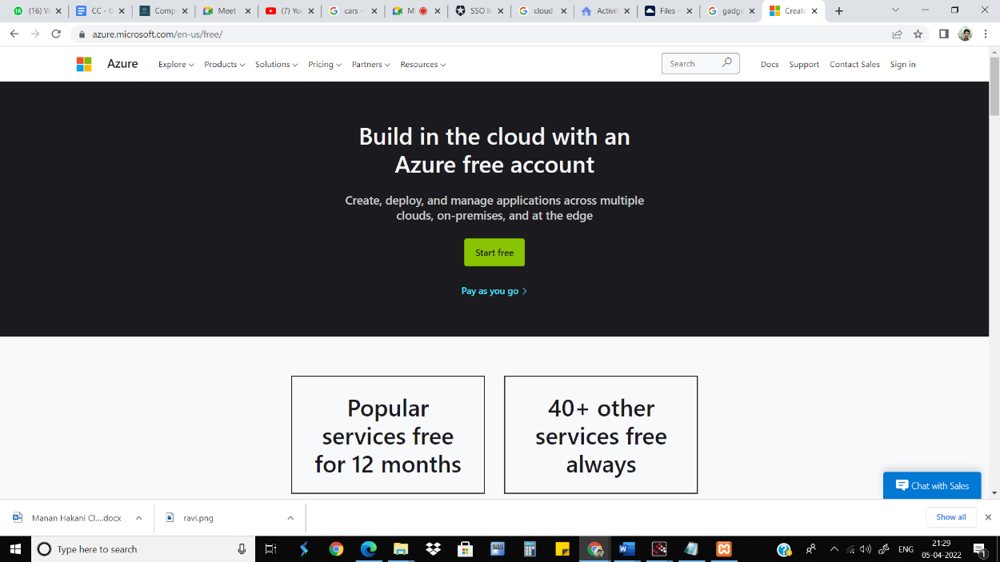 (16) W
CC - G
Comp
Meet
(7) You
cars -
M
SSO In
cloud
Activit
Files -
gadge
Create
azure.microsoft.com/en-us/free/
Azure
Explore
Products
Solutions
Pricing
Partners
Resources
Search
Docs
Support
Contact Sales
Sign in
Build in the cloud with an
Azure free account
Create, deploy, and manage applications across multiple
clouds, on-premises, and at the edge
Start free
Pay as you go
Popular
services free
for 12 months
40+ other
services free
always
Chat with Sales
Manan Hakani Cl....docx
ravi.png
Show all
Type here to search
sas
ENG
21:29
05-04-2022
1